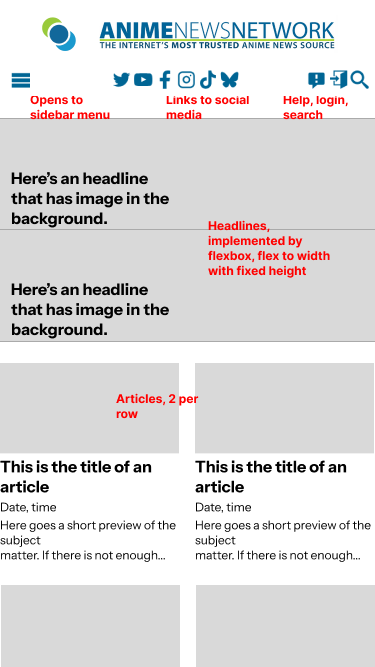 ANIMENEWSNETWORK
THE INTERNET'S MOST TRUSTED ANIME NEWS SOURCE
Opens to
sidebar menu
Links to social
media
Help, login,
search
Here's an headline
that has image in the
background.
Headlines,
implemented by
flexbox, flex to width
with fixed height
Here's an headline
that has image in the
background.
Articles, 2 per
row
This is the title of an
article
Date, time
Here goes a short preview of the
subject
matter. If there is not enough...
This is the title of an
article
Date, time
Here goes a short preview of the
subject
matter. If there is not enough...